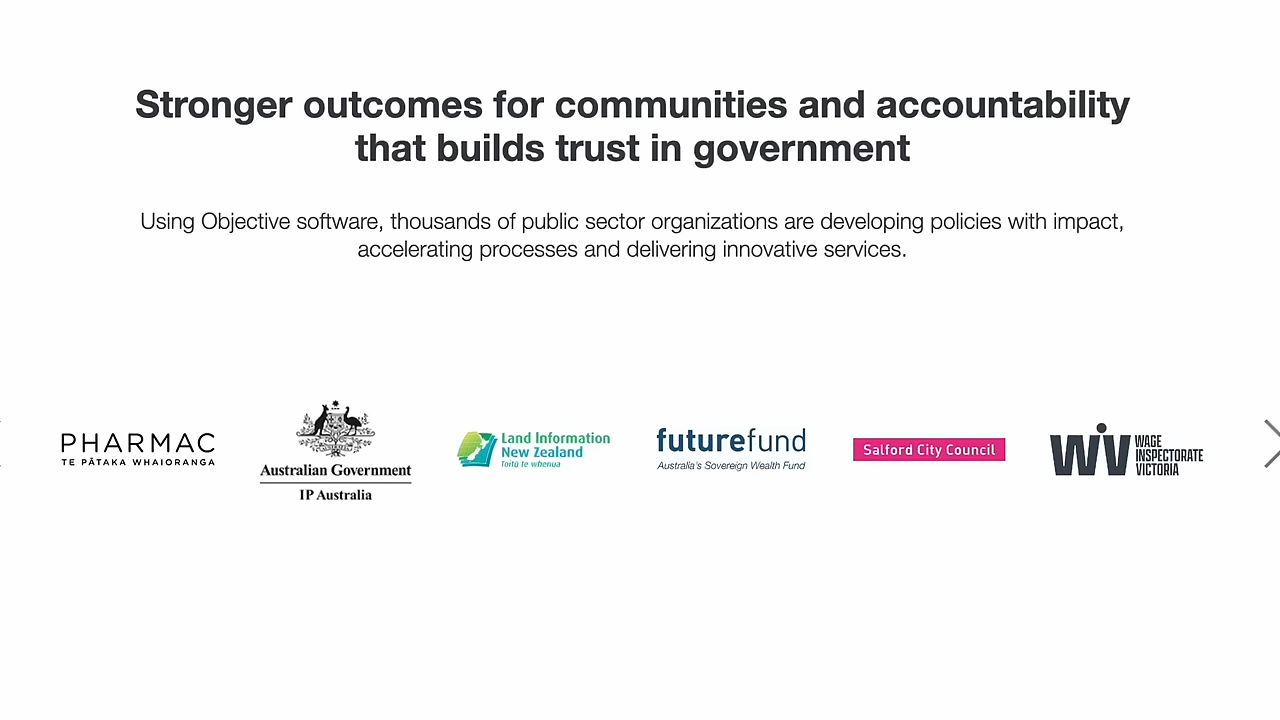 Stronger outcomes for communities and accountability
that builds trust in government
Using Objective software, thousands of public sector organizations are developing policies with impact,
accelerating processes and delivering innovative services.
PHARMAC
TE PĀTAKA WHAIORANGA
Australian Government
IP Australia
Land Information
New Zealand
Toitū te whenua
futurefund
Australia's Sovereign Wealth Fund
Salford City Council
WIV
WAGE
INSPECTORATE
VICTORIA